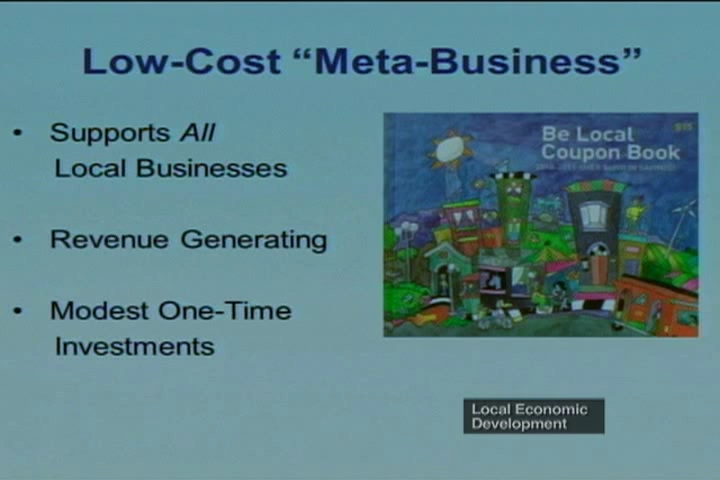 Low-Cost “Meta-Business”
• Supports All
Local Businesses
• Revenue Generating
• Modest One-Time
Investments
$15
Be Local
Coupon Book
Local Economic
Development